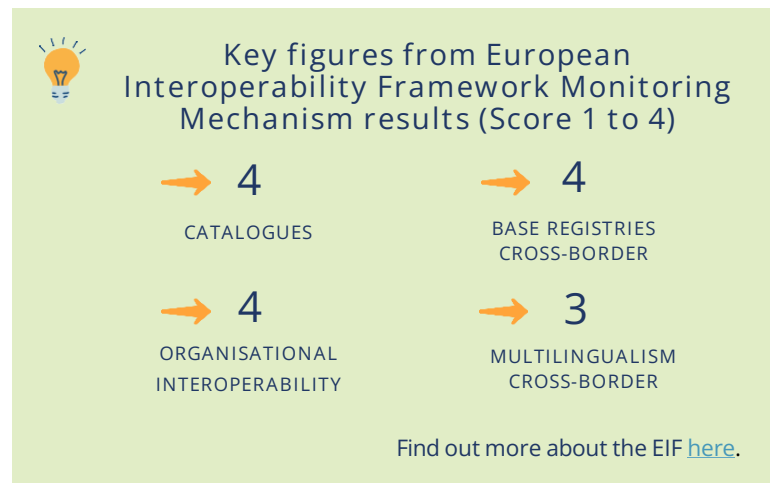 Key figures from European
Interoperability Framework Monitoring
Mechanism results (Score 1 to 4)
4
CATALOGUES
4
BASE REGISTRIES
CROSS-BORDER
4
ORGANISATIONAL
INTEROPERABILITY
3
MULTILINGUALISM
CROSS-BORDER
Find out more about the EIF here.